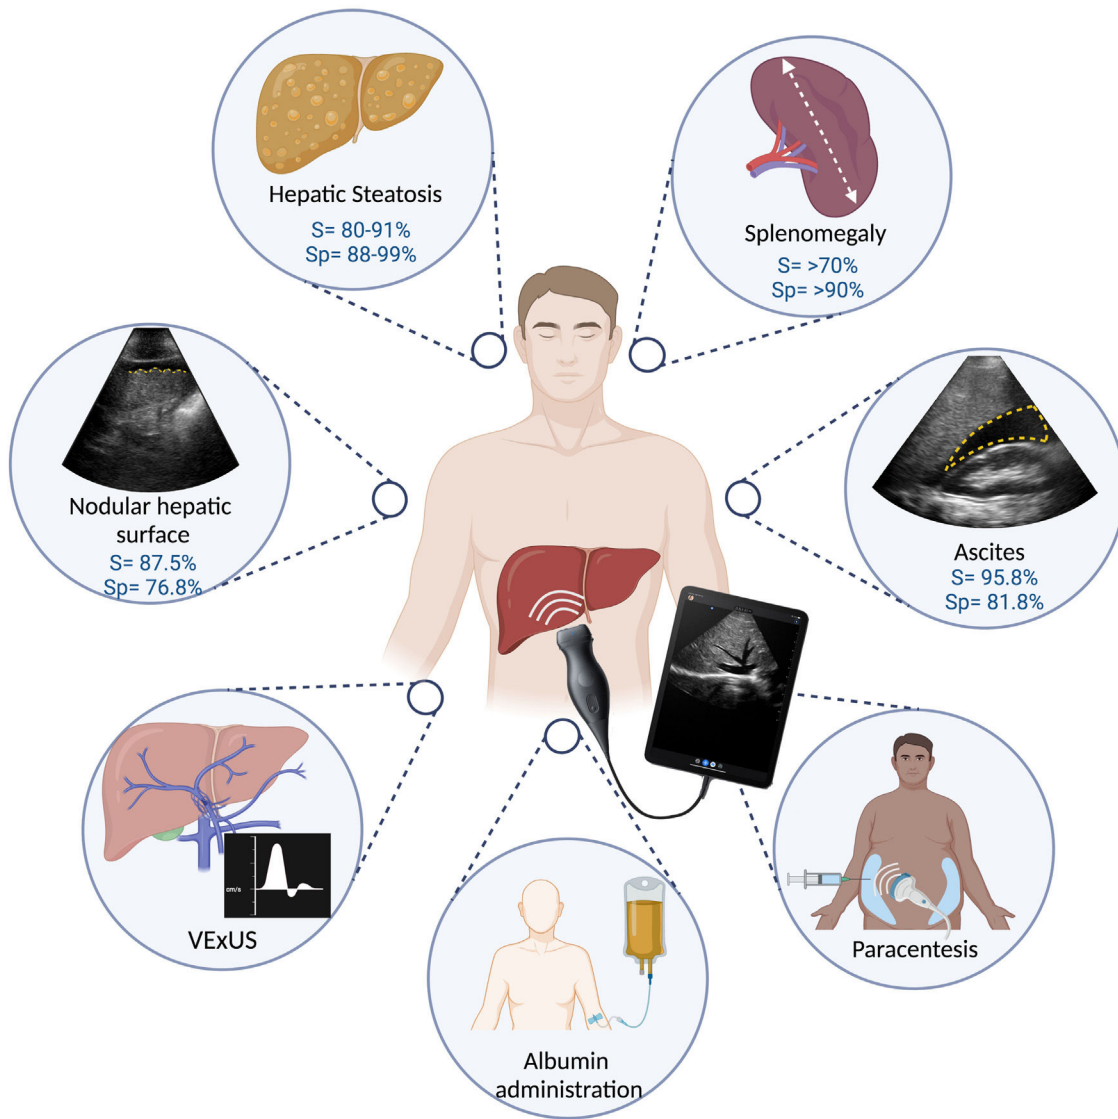 Hepatic Steatosis
S= 80-91%
Sp= 88-99%
Splenomegaly
S= >70%
Sp= >90%
Nodular hepatic
surface
S= 87.5%
Sp= 76.8%
Ascites
S= 95.8%
Sp= 81.8%
cm/s
VExUS
Albumin
administration
Paracentesis